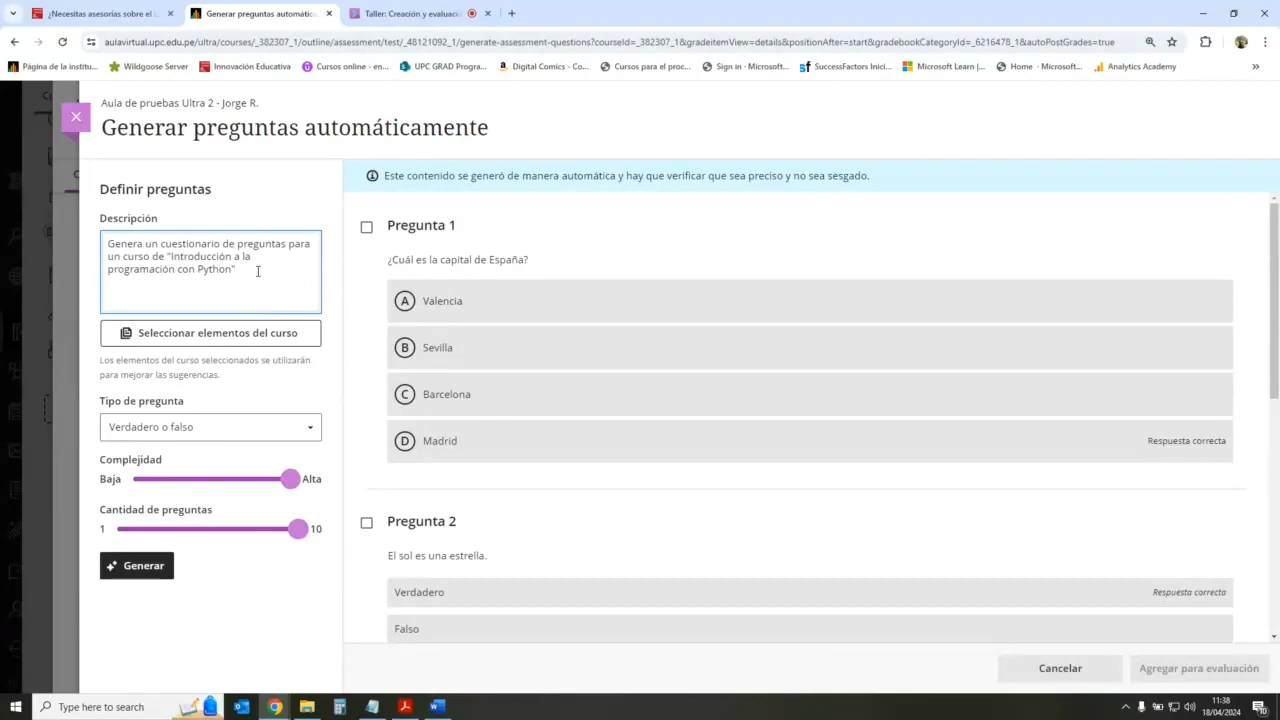 ¿Necesitas asesorías sobre el
Generar preguntas automátic
Taller: Creación y evaluació
aulavirtual.upc.edu.pe/ultra/courses/_382307_1/outline/assessment/test/_48121092_1/generate-assessment-questions?courseId=_382307_1&gradeitemView=details&positionAfter=start&gradebookCategoryId=_6216478_1&autoPostGrades=true
Página de la institu...
Wildgoose Server
Innovación Educativa
Cursos online - en...
UPC GRAD Progra...
Digital Comics - Co...
Cursos para el proc...
Sign in - Microsoft...
SuccessFactors Inici...
Microsoft Learn |...
Home - Microsoft...
Analytics Academy
Aula de pruebas Ultra 2 - Jorge R.
Generar preguntas automáticamente
Definir preguntas
Descripción
Genera un cuestionario de preguntas para
un curso de "Introducción a la
programación con Python"
Seleccionar elementos del curso
Los elementos del curso seleccionados se utilizarán
para mejorar las sugerencias.
Tipo de pregunta
Verdadero o falso
Complejidad
Baja Alta
Cantidad de preguntas
1 10
Generar
Este contenido se generó de manera automática y hay que verificar que sea preciso y no sea sesgado.
Pregunta 1
¿Cuál es la capital de España?
A Valencia
B Sevilla
C Barcelona
D Madrid Respuesta correcta
Pregunta 2
El sol es una estrella.
Verdadero Respuesta correcta
Falso
Cancelar
Agregar para evaluación
Type here to search
11:38
18/04/2024